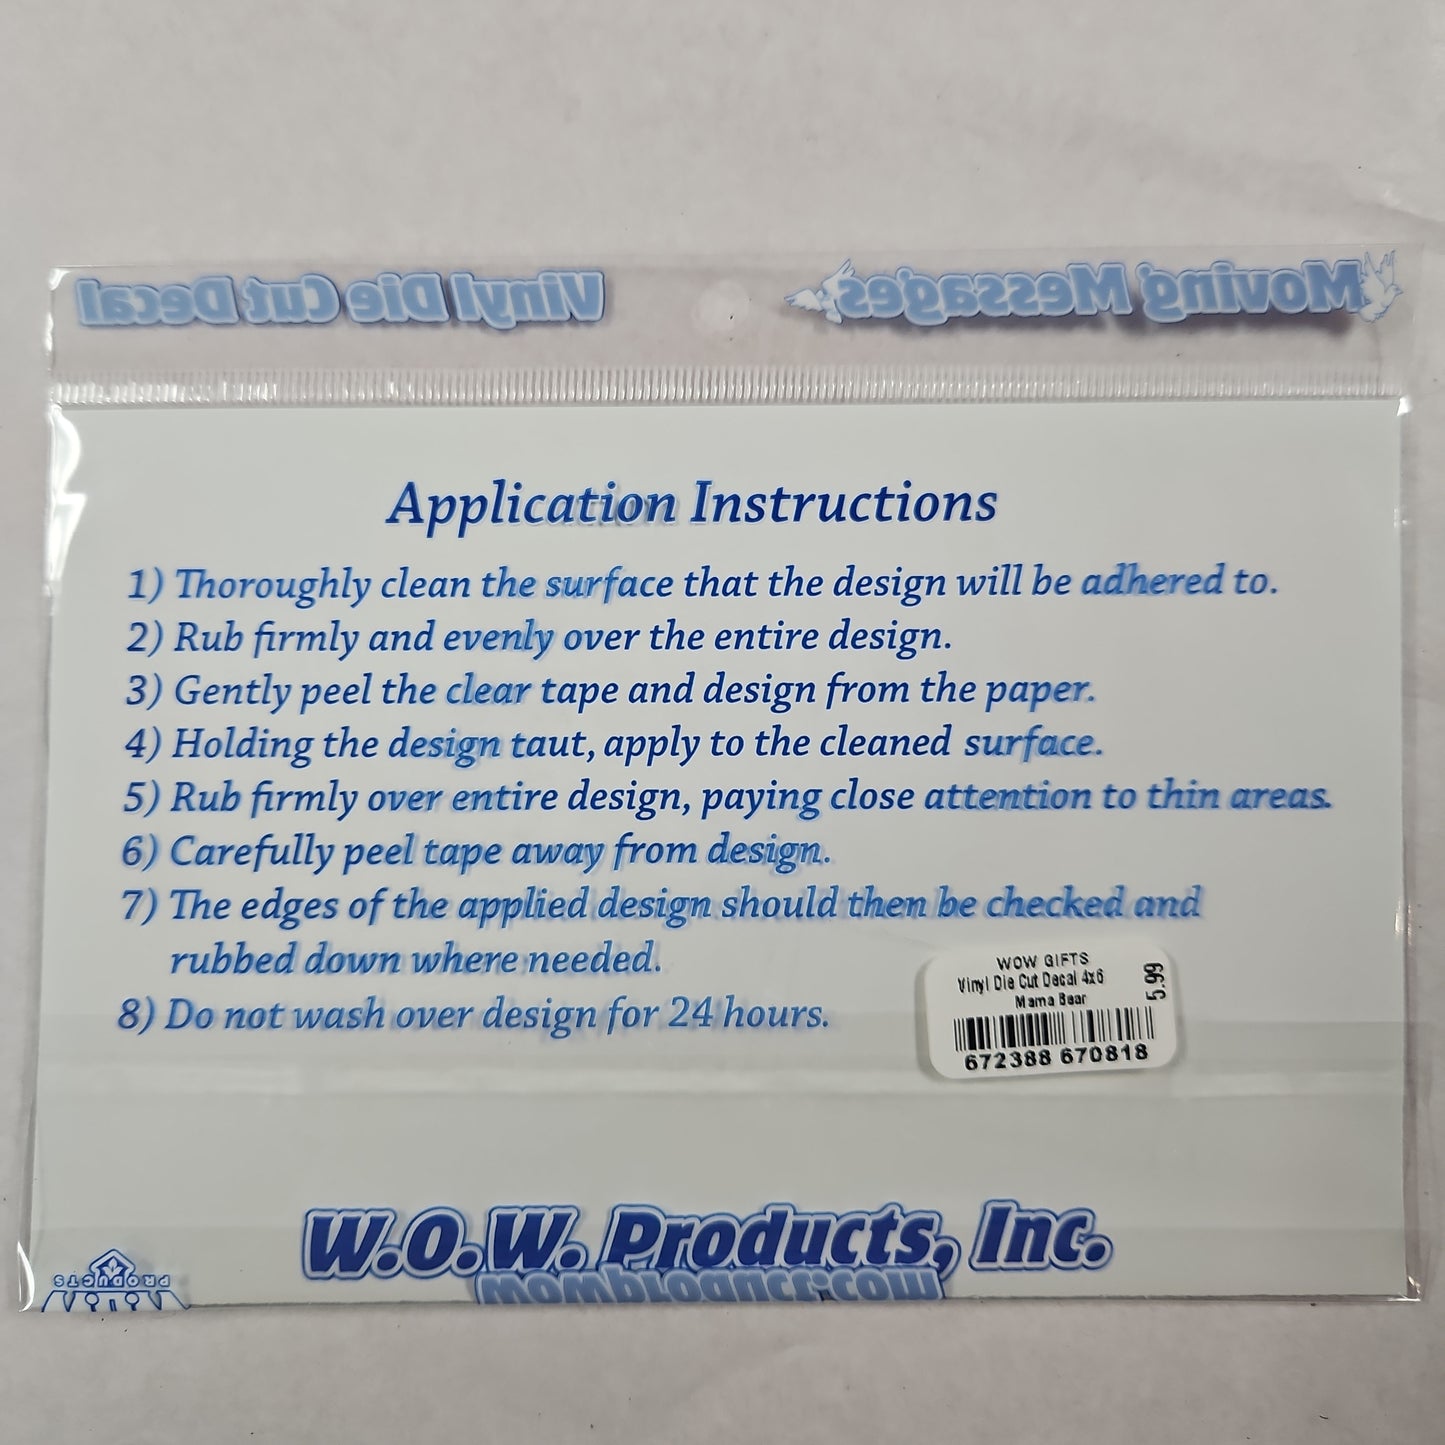 Vinyl Die Cut Decal
Moving Messages
Application Instructions
1) Thoroughly clean the surface that the design will be adhered to.
2) Rub firmly and evenly over the entire design.
3) Gently peel the clear tape and design from the paper.
4) Holding the design taut, apply to the cleaned surface.
5) Rub firmly over entire design, paying close attention to thin areas.
6) Carefully peel tape away from design.
7) The edges of the applied design should then be checked and
rubbed down where needed.
8) Do not wash over design for 24 hours.
WOW GIFTS
Vinyl Die Cut Decal 4x6
Mama Bear
5.99
672388 670818
W.O.W. Products, Inc.
PRODUCTS